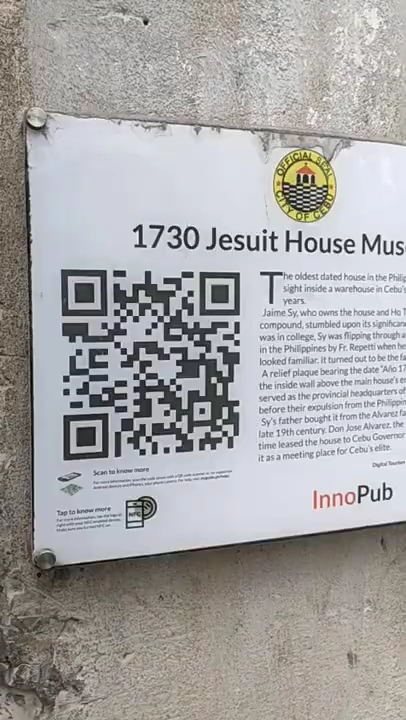 OFFICIAL SEAL
CITY OF CEBU
1730 Jesuit House Mus
The oldest dated house in the Philip
sight inside a warehouse in Cebu's
years.
Jaime Sy, who owns the house and Ho T
compound, stumbled upon its significan
was in college, Sy was flipping through a
in the Philippines by Fr. Repetti when he
looked familiar. it turned out to be the fa
A relief plaque bearing the date "Año 17
the inside wall above the main house's e
served as the provincial headquarters of
before their expulsion from the Philippin
Sy's father bought it from the Alvarez fa
late 19th century. Don Jose Alvarez, the
time leased the house to Cebu Governor
it as a meeting place for Cebu's elite.
Digital Tourism
Scan to know more
Tap to know more
NFC
InnoPub